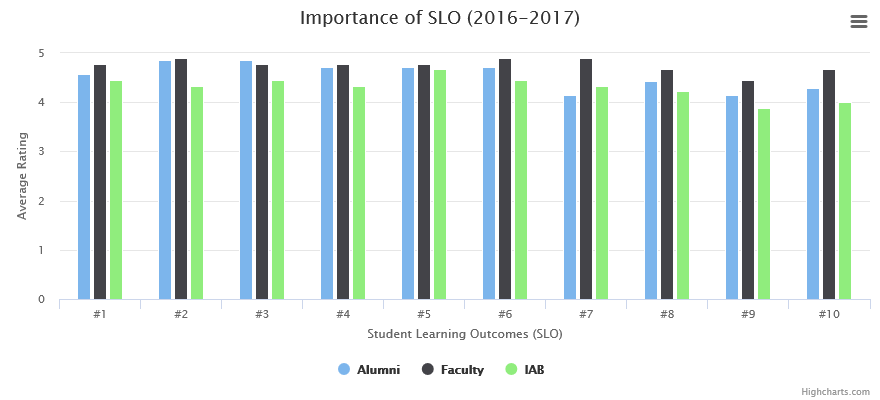 Importance of SLO (2016-2017)
Average Rating
5
4
3
2
1
0
#1 #2 #3 #4 #5 #6 #7 #8 #9 #10
Student Learning Outcomes (SLO)
Alumni Faculty IAB
Highcharts.com